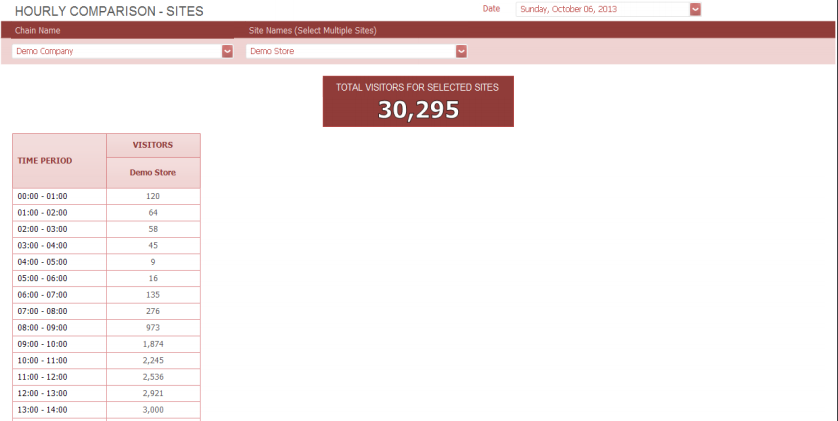 HOURLY COMPARISON - SITES
Date Sunday, October 06, 2013
Chain Name Site Names (Select Multiple Sites)
Demo Company Demo Store
TOTAL VISITORS FOR SELECTED SITES
30,295
TIME PERIOD VISITORS
Demo Store
00:00 - 01:00 120
01:00 - 02:00 64
02:00 - 03:00 58
03:00 - 04:00 45
04:00 - 05:00 9
05:00 - 06:00 16
06:00 - 07:00 135
07:00 - 08:00 276
08:00 - 09:00 973
09:00 - 10:00 1,874
10:00 - 11:00 2,245
11:00 - 12:00 2,536
12:00 - 13:00 2,921
13:00 - 14:00 3,000